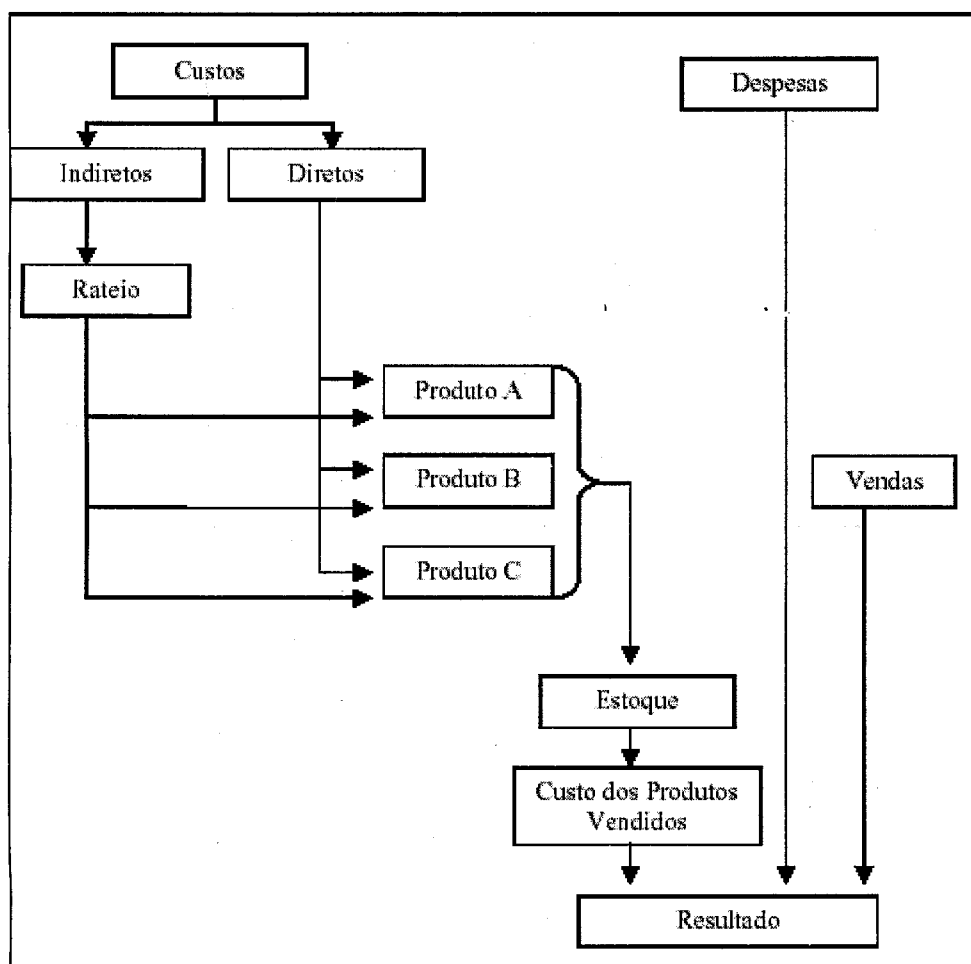 Custos
Despesas
Indiretos
Diretos
Rateio
Produto A
Produto B
Vendas
Produto C
Estoque
Custo dos Produtos
Vendidos
Resultado